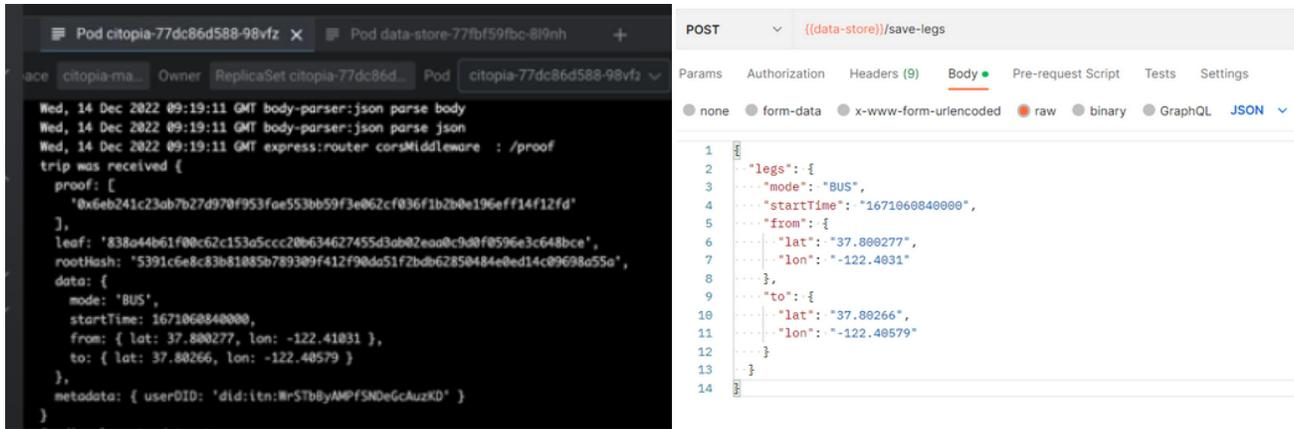 Pod citopia-77dc86d588-98vfz
Pod data-store-77fbf59fbc-8l9nh
ace citopia-ma... Owner ReplicaSet citopia-77dc86d... Pod citopia-77dc86d588-98vfz
Wed, 14 Dec 2022 09:19:11 GMT body-parser:json parse body
Wed, 14 Dec 2022 09:19:11 GMT body-parser:json parse json
Wed, 14 Dec 2022 09:19:11 GMT express:router corsMiddleware : /proof
trip was received {
proof: [
'0x6eb241c23ab7b27d970f953fae553bb59f3e062cf036f1b2b0e196eff14f12fd'
],
leaf: '838a44b61f00c62c153a5ccc20b634627455d3ab02eaa0c9d0f0596e3c648bce',
rootHash: '5391c6e8c83b81085b789309f412f90da51f2bdb62850484e0ed14c09698a55a',
data: {
mode: 'BUS',
startTime: 1671060840000,
from: { lat: 37.800277, lon: -122.41031 },
to: { lat: 37.80266, lon: -122.40579 }
},
metadata: { userDID: 'did:itn:WrSTbByAMPfSNDeGcAuzKD' }
}
POST {{data-store}}/save-legs
Params Authorization Headers (9) Body Pre-request Script Tests Settings
none form-data x-www-form-urlencoded raw binary GraphQL JSON
1 {
2 "legs": {
3 "mode": "BUS",
4 "startTime": "1671060840000",
5 "from": {
6 "lat": "37.800277",
7 "lon": "-122.4031"
8 },
9 "to": {
10 "lat": "37.80266",
11 "lon": "-122.40579"
12 }
13 }
14 }